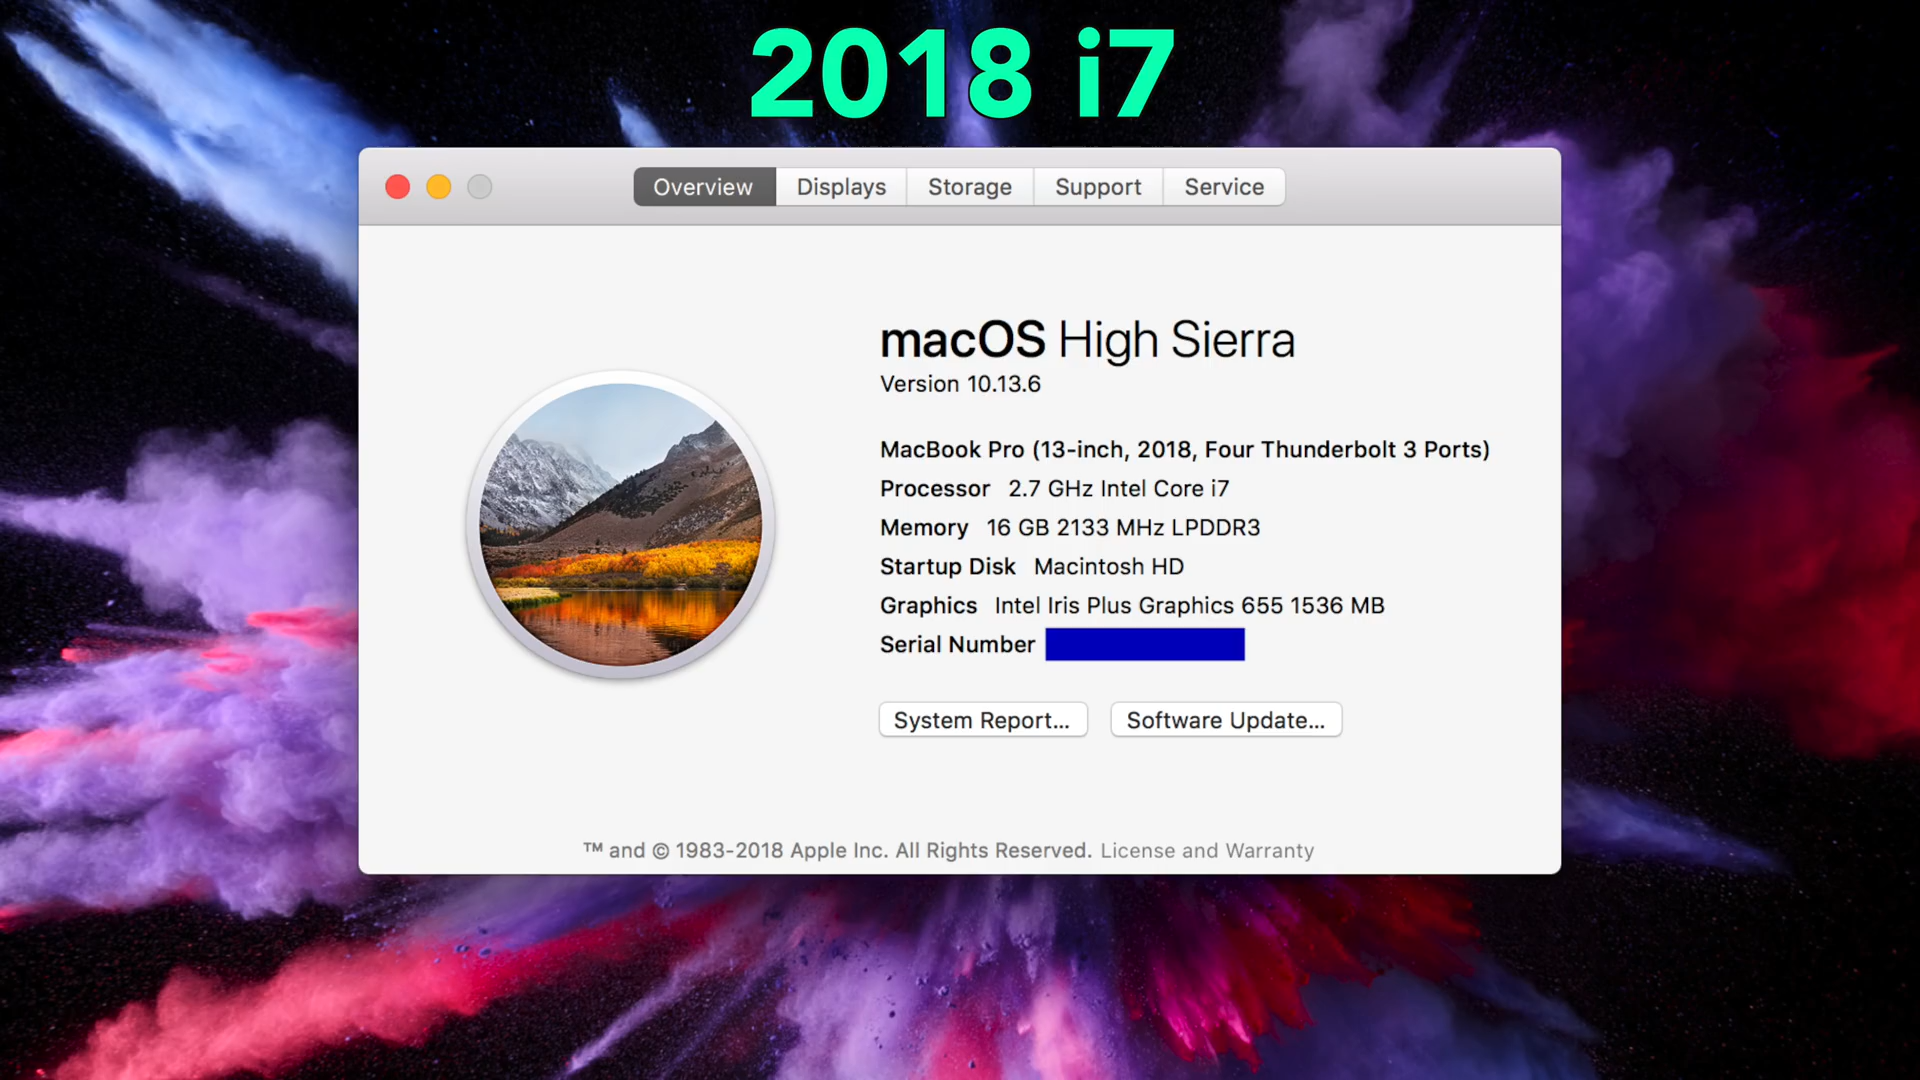 2018 i7
Overview Displays Storage Support Service
macOS High Sierra
Version 10.13.6
MacBook Pro (13-inch, 2018, Four Thunderbolt 3 Ports)
Processor 2.7 GHz Intel Core i7
Memory 16 GB 2133 MHz LPDDR3
Startup Disk Macintosh HD
Graphics Intel Iris Plus Graphics 655 1536 MB
Serial Number
System Report... Software Update...
™ and © 1983-2018 Apple Inc. All Rights Reserved. License and Warranty